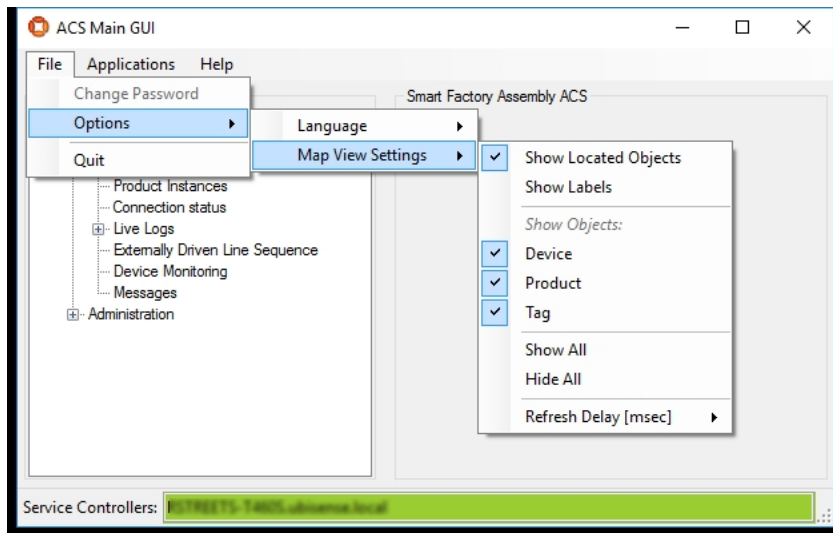 ACS Main GUI
File Applications Help
Change Password
Options
Quit
Language
Map View Settings
Show Located Objects
Show Labels
Show Objects:
Device
Product
Tag
Show All
Hide All
Refresh Delay [msec]
Smart Factory Assembly ACS
Product Instances
Connection status
Live Logs
Externally Driven Line Sequence
Device Monitoring
Messages
Administration
Service Controllers: